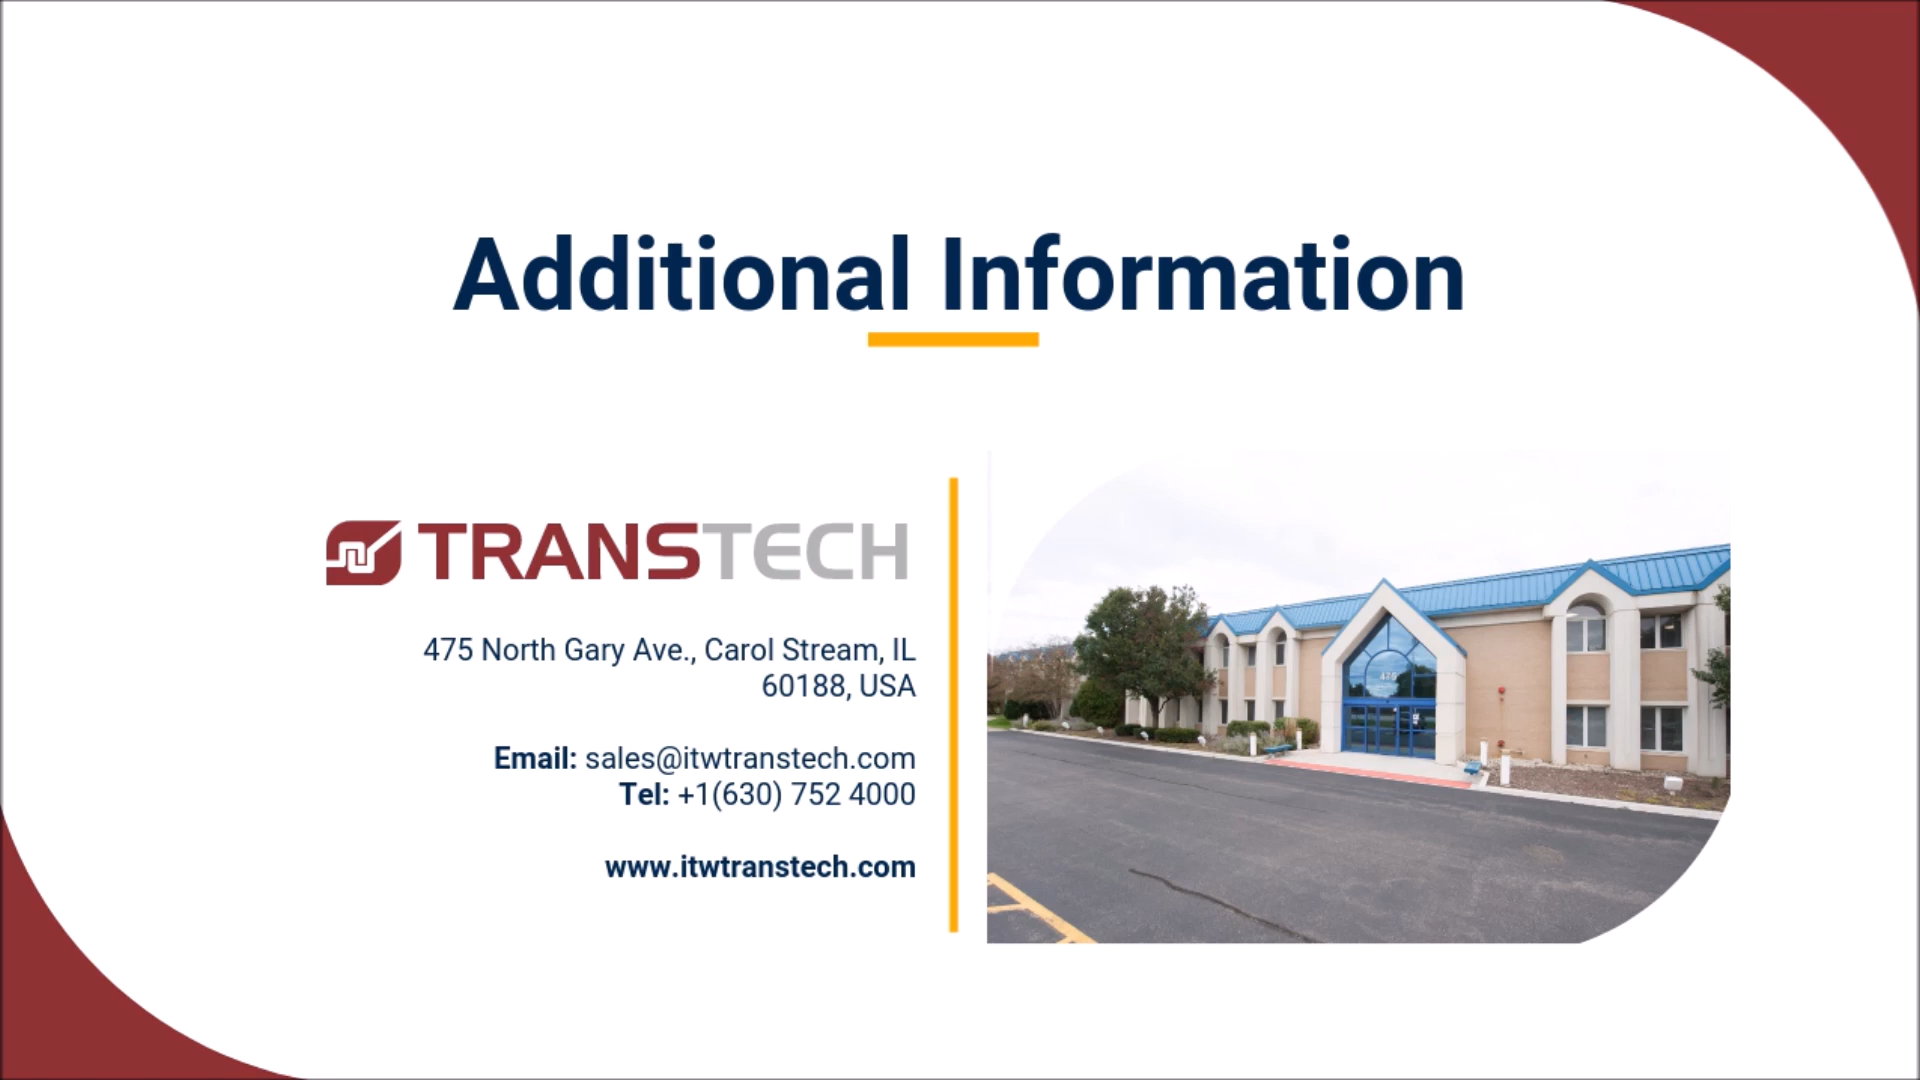 Additional Information
TRANSTECH
475 North Gary Ave., Carol Stream, IL
60188, USA
Email: sales@itwtranstech.com
Tel: +1(630) 752 4000
www.itwtranstech.com
475